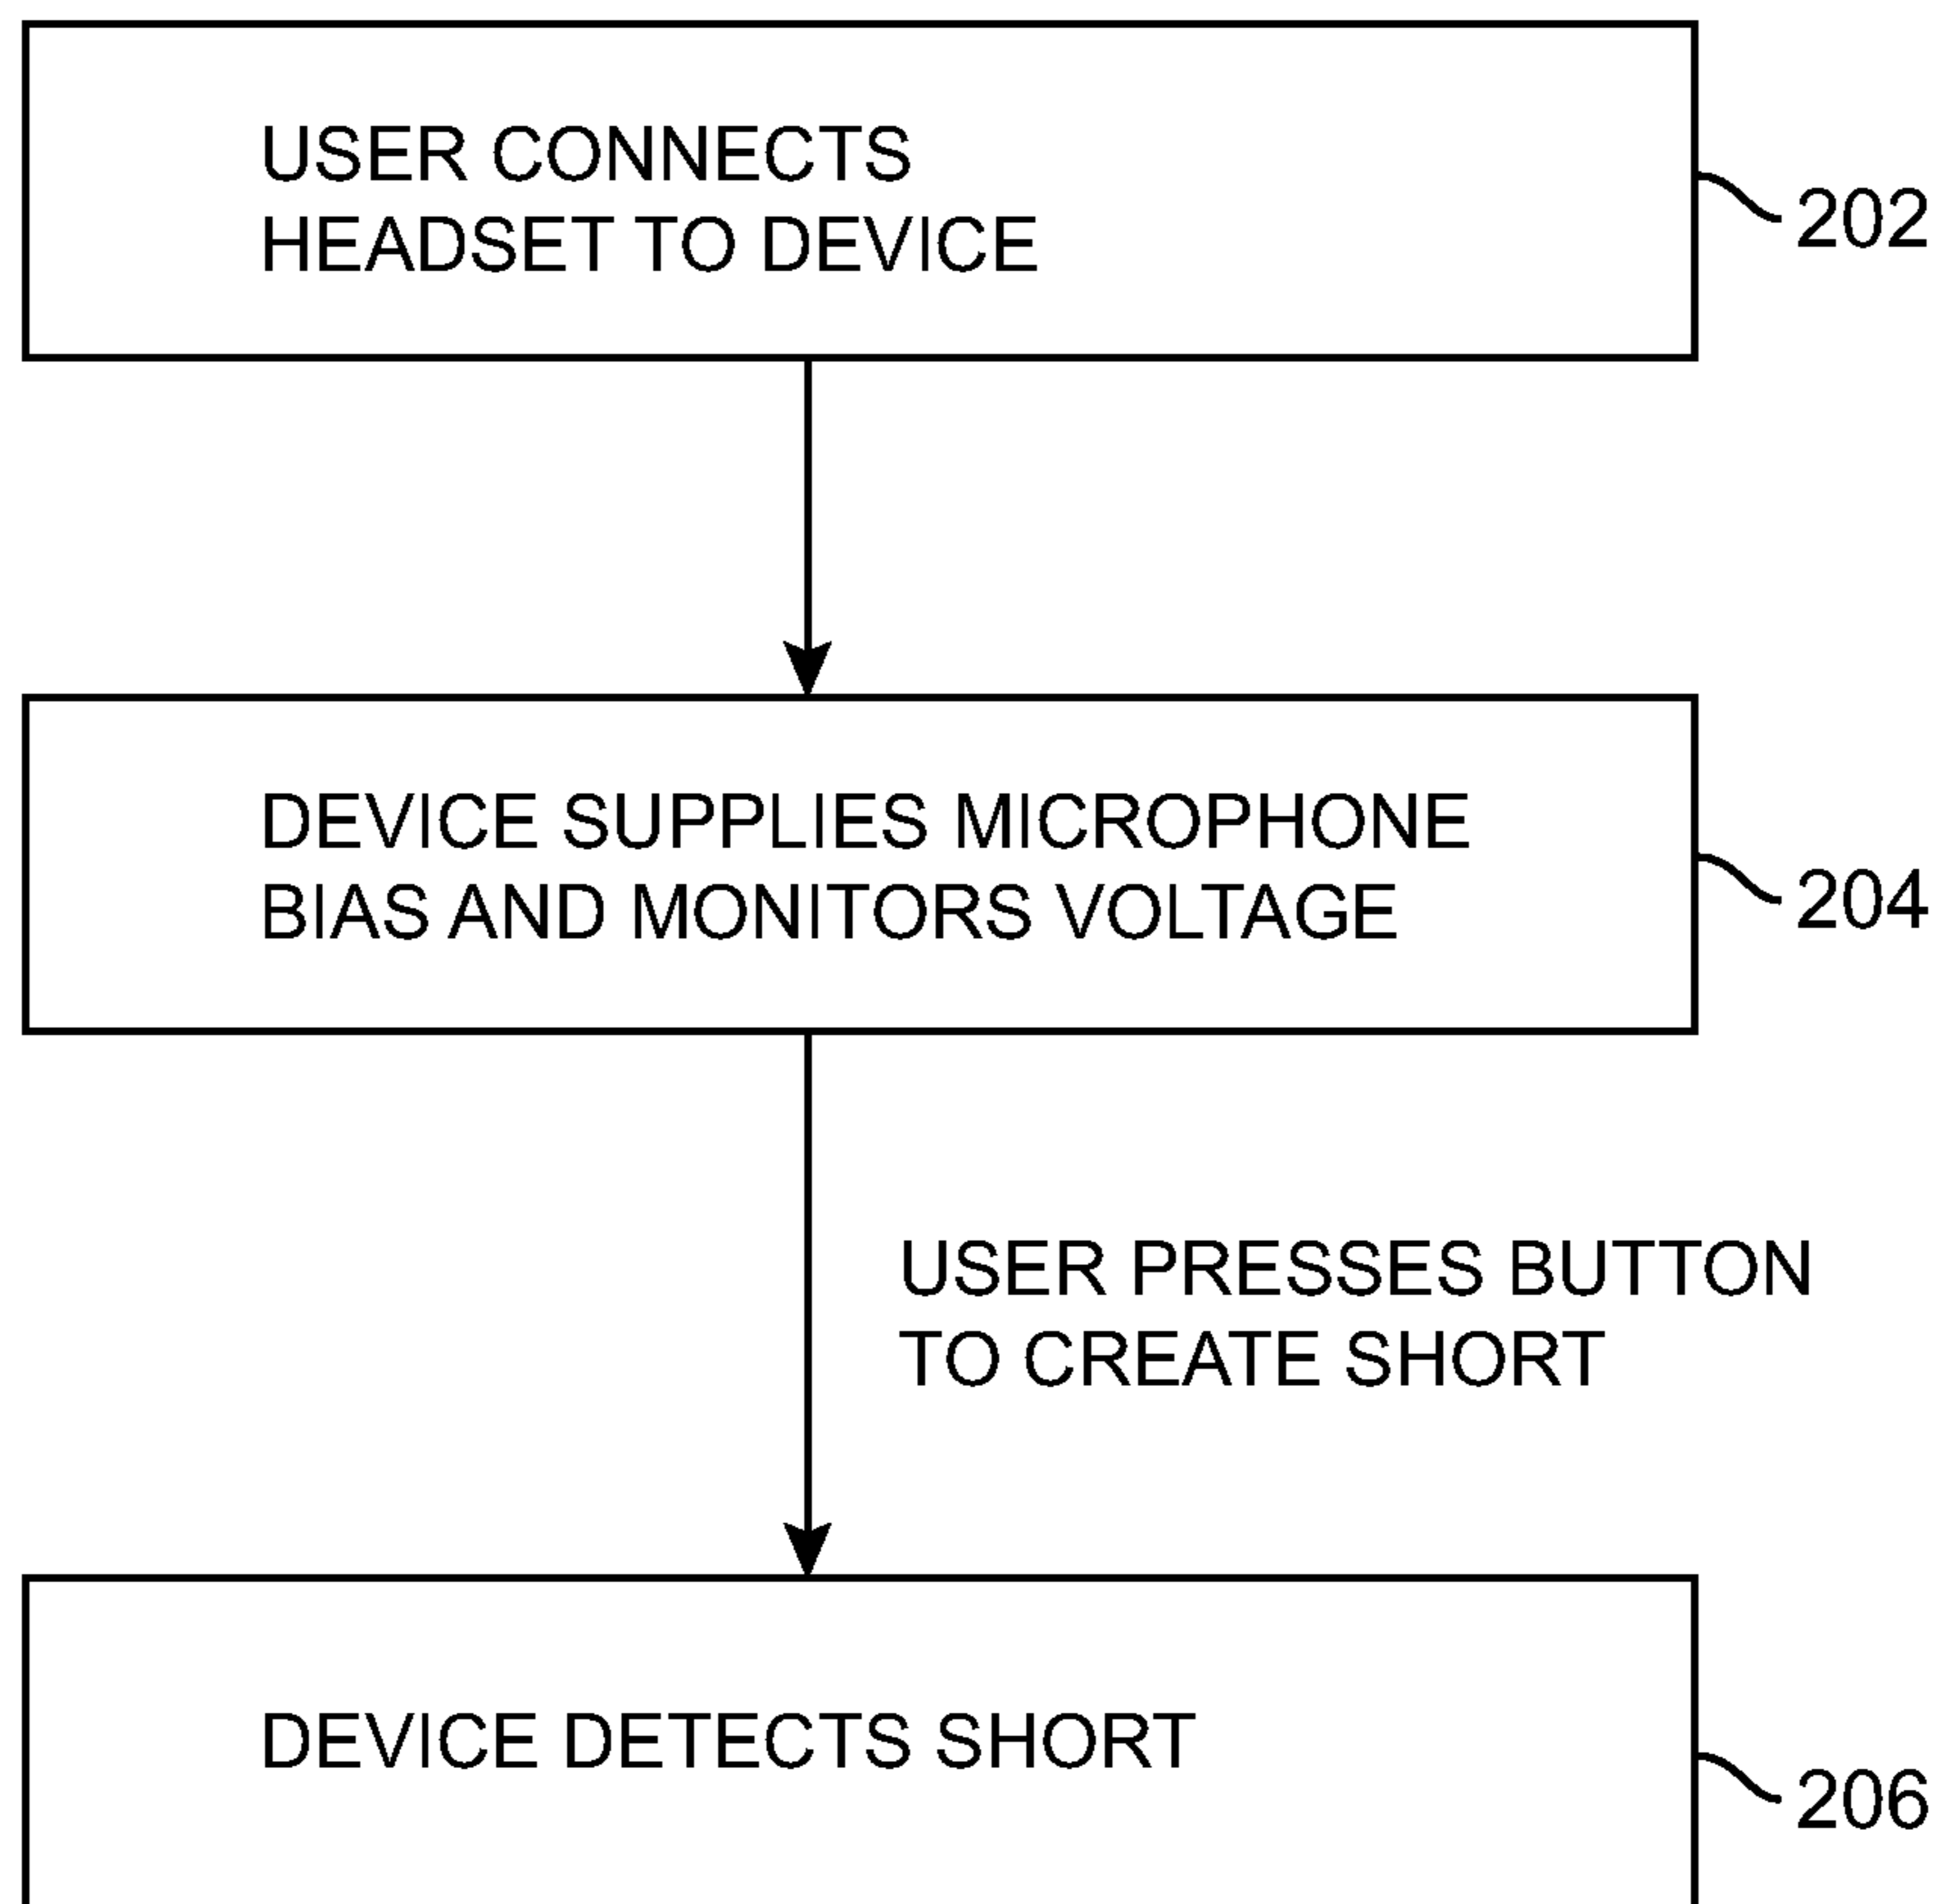 USER CONNECTS
HEADSET TO DEVICE
202
DEVICE SUPPLIES MICROPHONE
BIAS AND MONITORS VOLTAGE
204
USER PRESSES BUTTON
TO CREATE SHORT
DEVICE DETECTS SHORT
206